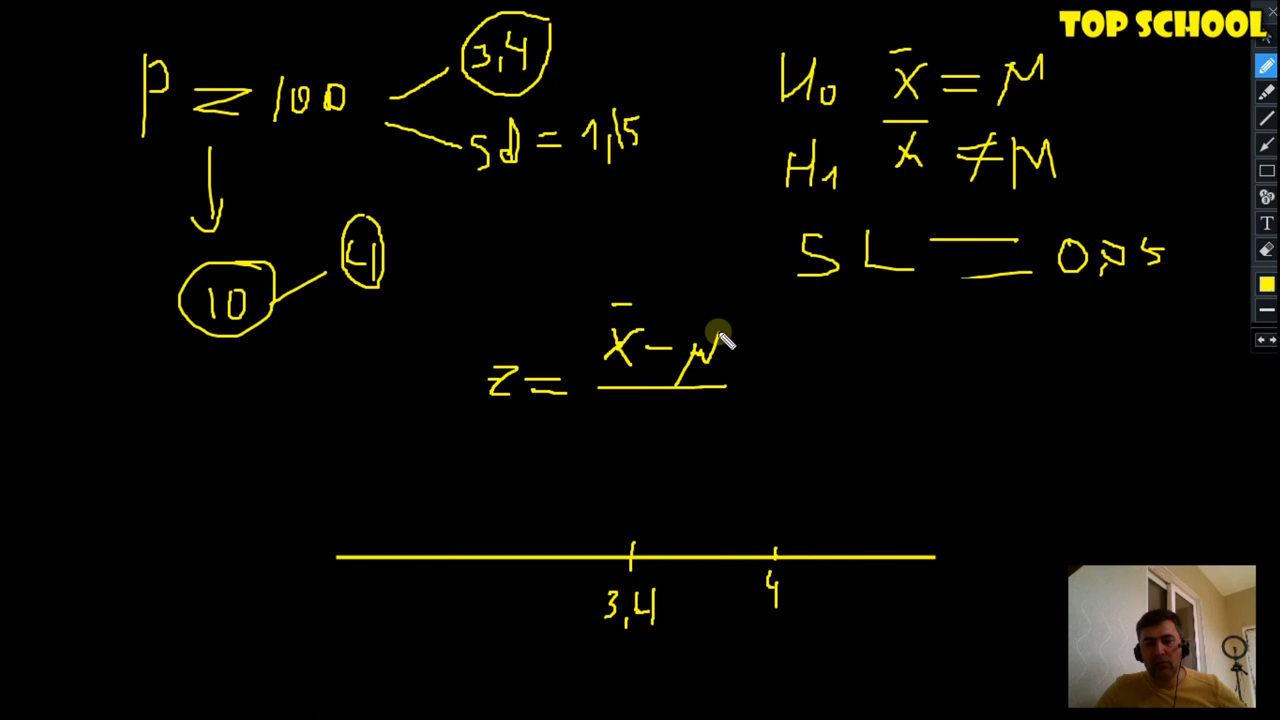 TOP SCHOOL
P = 100
3,4
sd = 1,15
10
4
H0 x̄ = μ
H1 x̄ ≠ μ
SL = 0,05
z = x̄ - μ
3,4 4
T